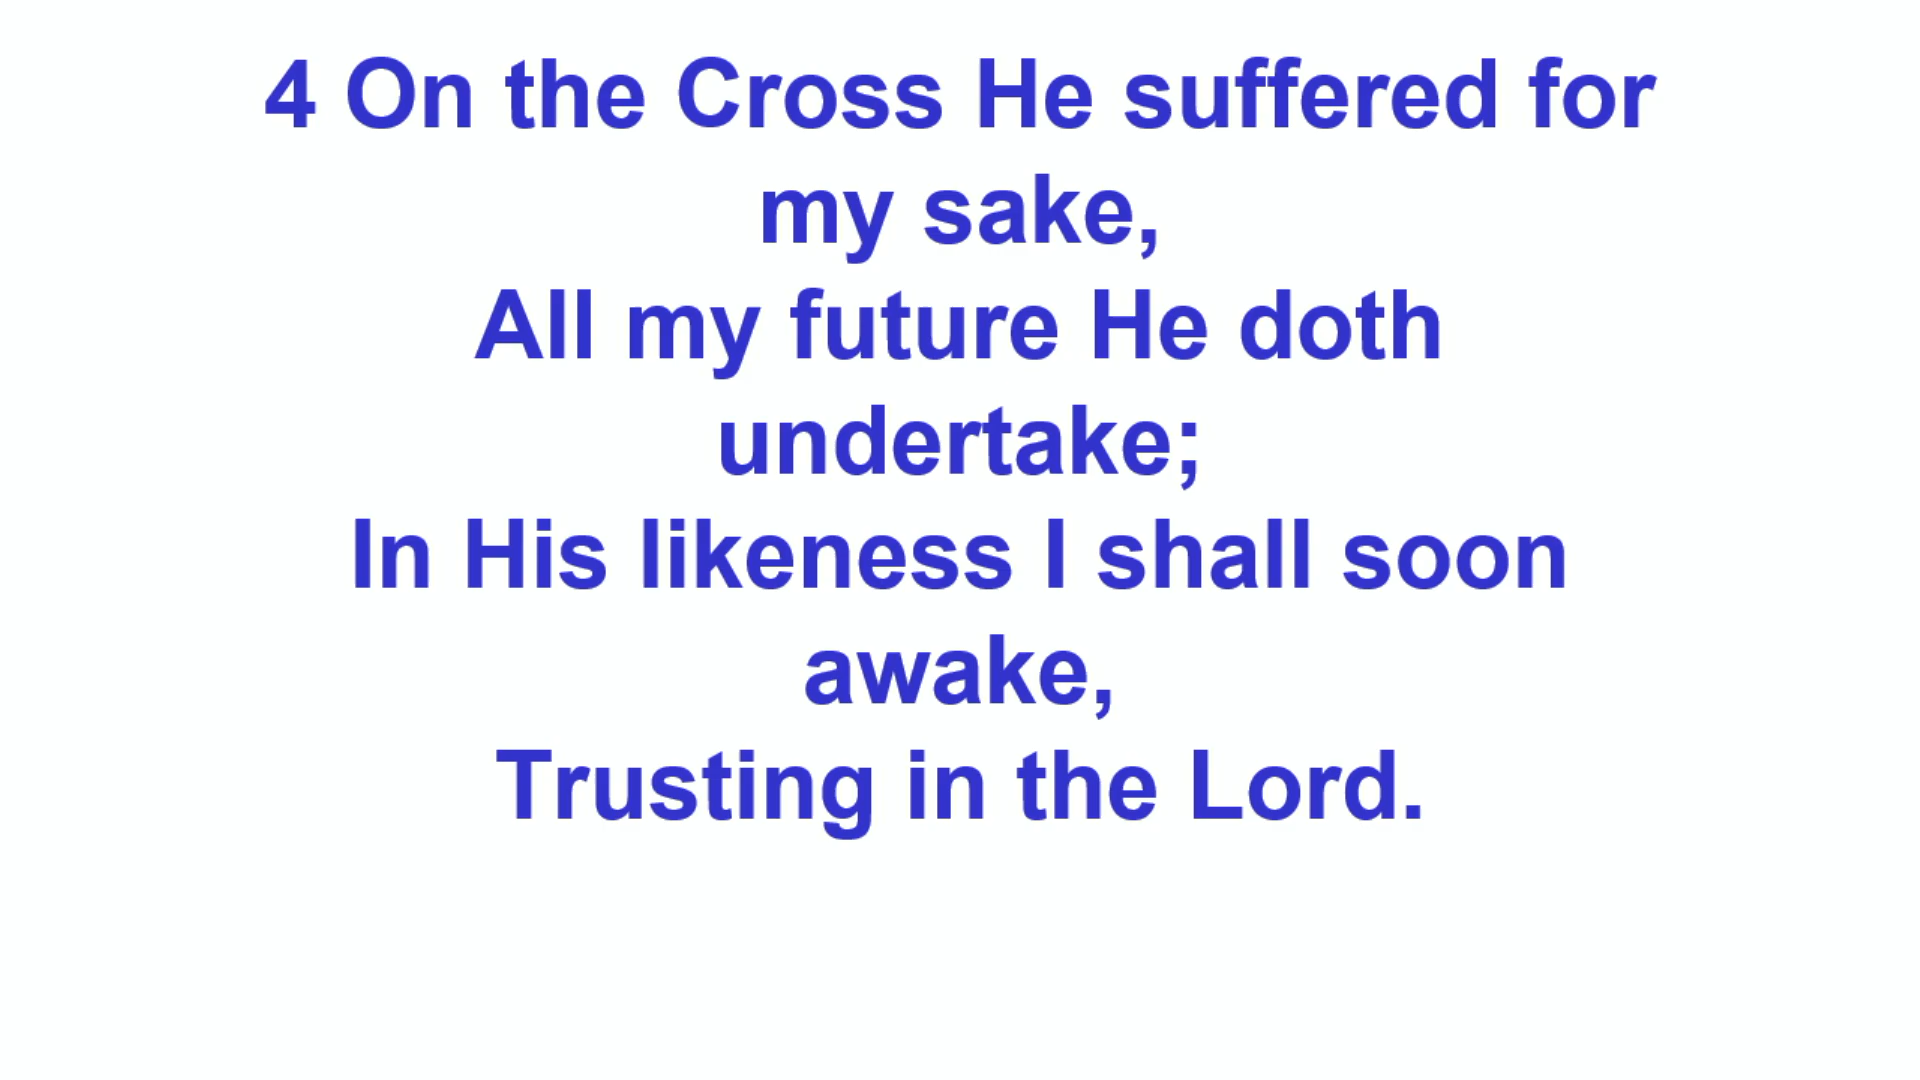 4 On the Cross He suffered for
my sake,
All my future He doth
undertake;
In His likeness I shall soon
awake,
Trusting in the Lord.